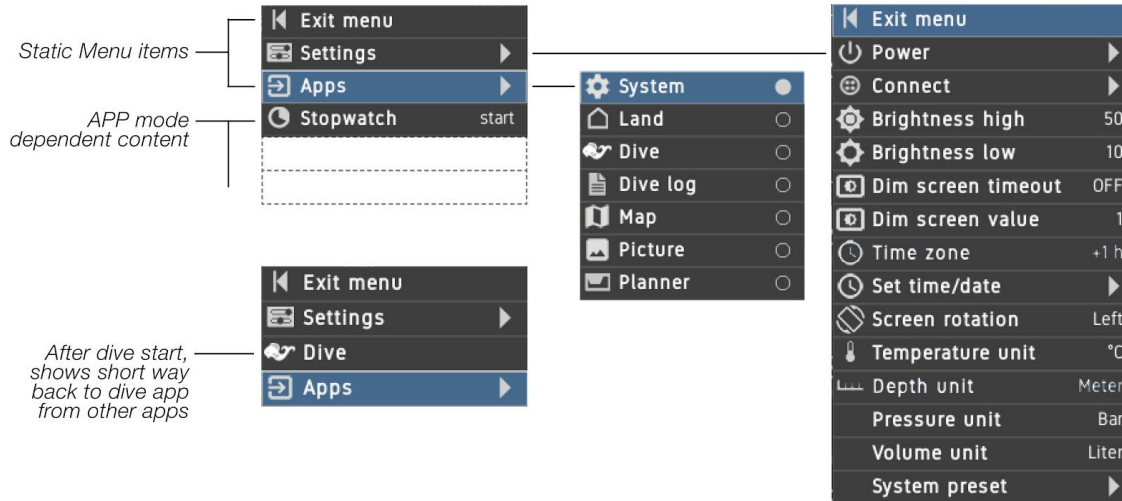 Static Menu items
APP mode
dependent content
Exit menu
Settings
Apps
Stopwatch start
After dive start,
shows short way
back to dive app
from other apps
Exit menu
Settings
Dive
Apps
System
Land
Dive
Dive log
Map
Picture
Planner
Exit menu
Power
Connect
Brightness high 50
Brightness low 10
Dim screen timeout OFF
Dim screen value 1
Time zone +1 h
Set time/date
Screen rotation Left
Temperature unit °C
Depth unit Meter
Pressure unit Bar
Volume unit Liter
System preset